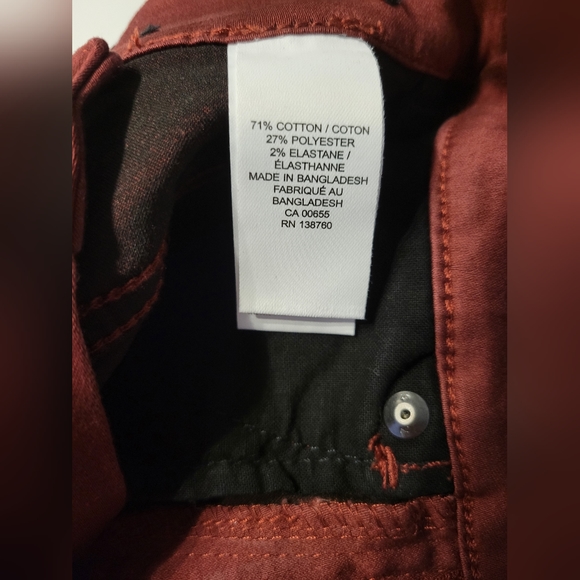 71% COTTON / COTON
27% POLYESTER
2% ELASTANE /
ÉLASTHANNE
MADE IN BANGLADESH
FABRIQUÉ AU
BANGLADESH
CA 00655
RN 138760